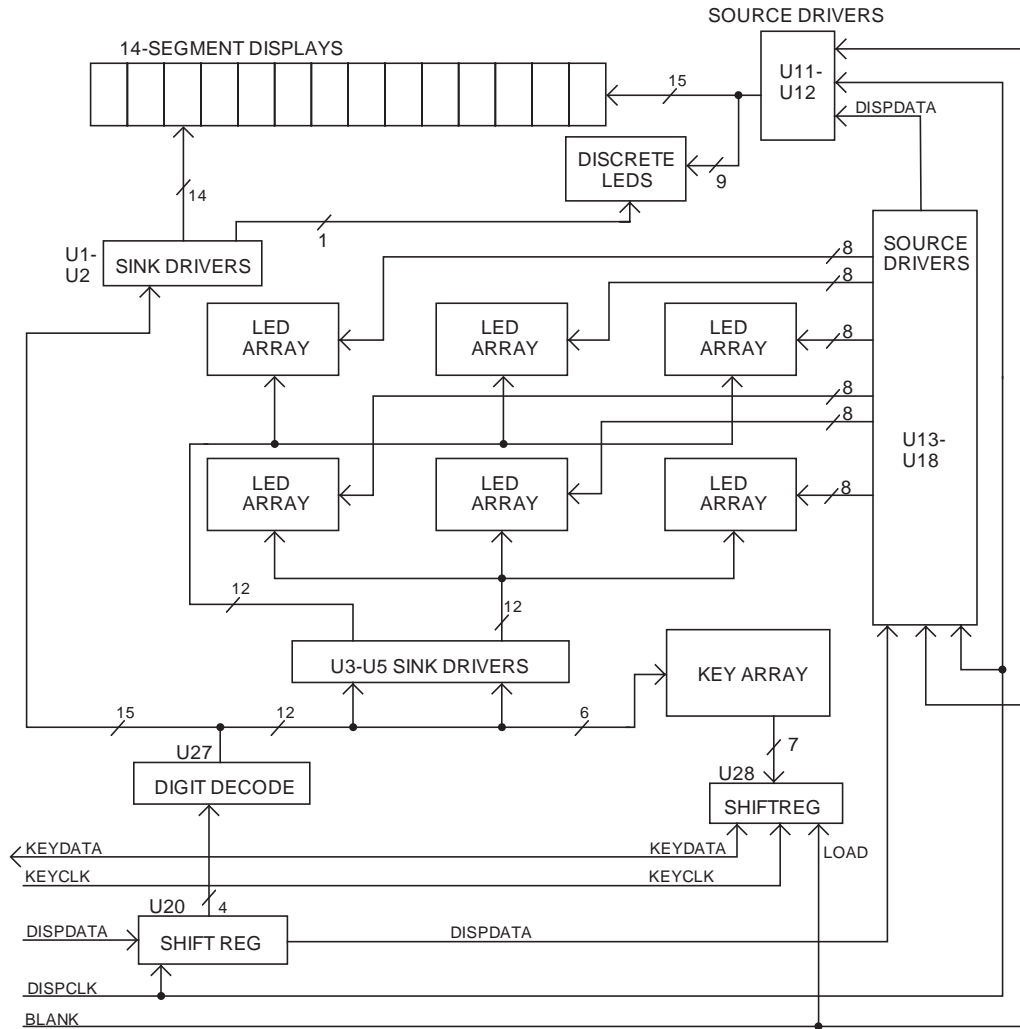 SOURCE DRIVERS
14-SEGMENT DISPLAYS
U11-
U12
15
DISPDATA
DISCRETE
LEDS
9
14
1
U1-
U2
SINK DRIVERS
SOURCE
DRIVERS
8
8
LED
ARRAY
LED
ARRAY
LED
ARRAY
8
8
8
U13-
U18
LED
ARRAY
LED
ARRAY
LED
ARRAY
8
12
12
U3-U5 SINK DRIVERS
KEY ARRAY
15
12
6
U27
7
U28
DIGIT DECODE
SHIFTREG
KEYDATA
KEYDATA
LOAD
KEYCLK
KEYCLK
U20
4
DISPDATA
SHIFT REG
DISPDATA
DISPCLK
BLANK